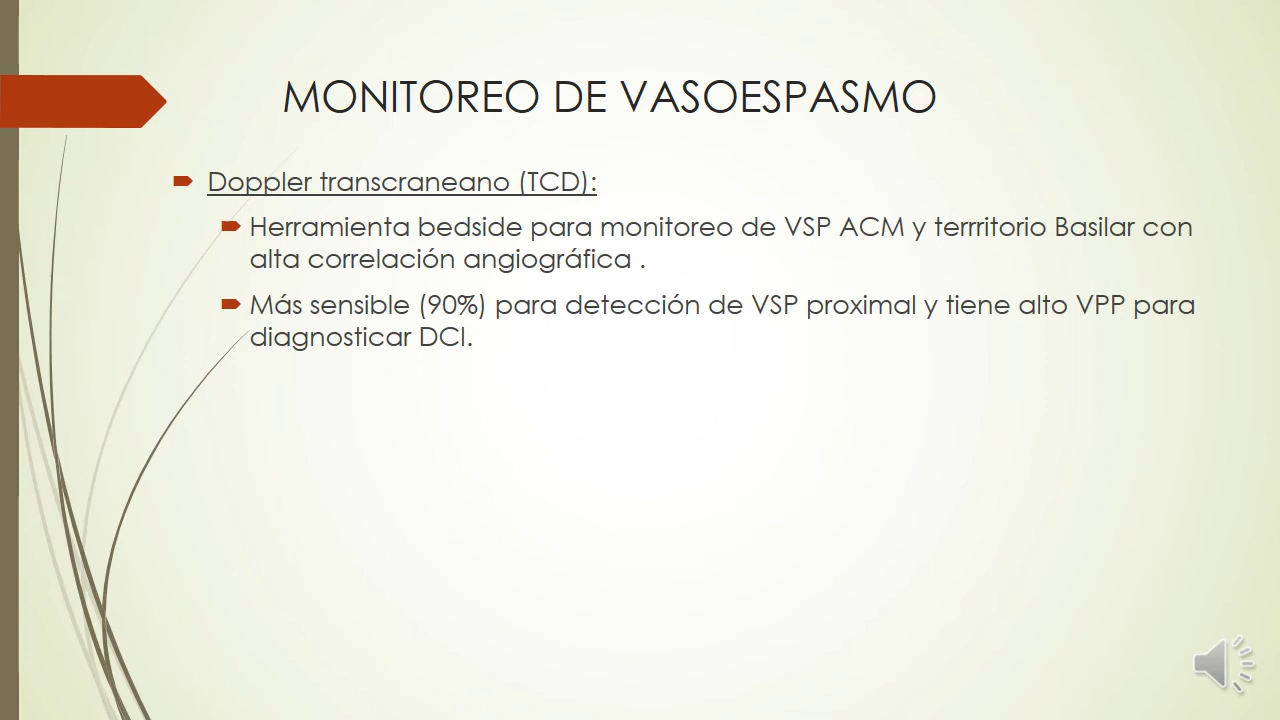 MONITOREO DE VASOESPASMO
Doppler transcraneano (TCD):
Herramienta bedside para monitoreo de VSP ACM y terrritorio Basilar con
alta correlación angiográfica .
Más sensible (90%) para detección de VSP proximal y tiene alto VPP para
diagnosticar DCI.